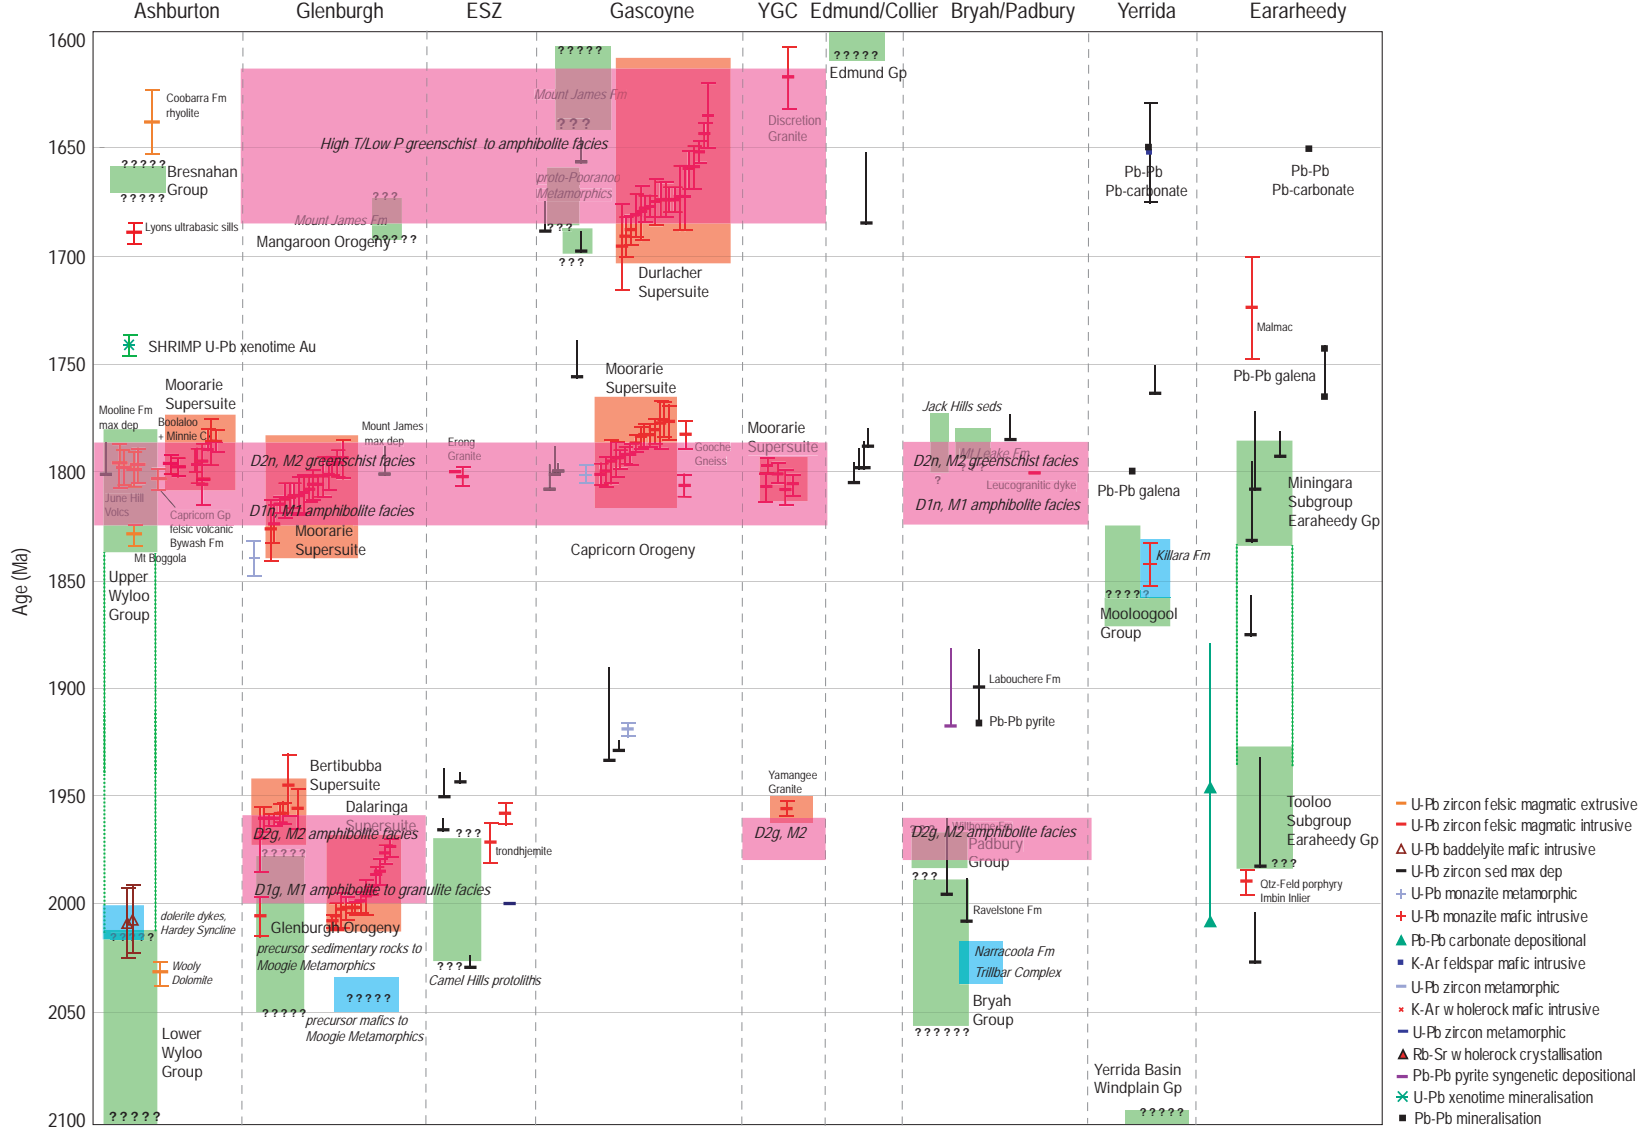 Ashburton Glenburgh ESZ Gascoyne YGC Edmund/Collier Bryah/Padbury Yerrida Eararheedy
Age (Ma)
1600
1650
1700
1750
1800
1850
1900
1950
2000
2050
2100
Coobarra Fm
rhyolite
?????
Bresnahan
Group
?????
Lyons ultrabasic sills
SHRIMP U-Pb xenotime Au
Moorarie
Supersuite
Mooline Fm
max dep
Boolaloo
+ Minnie C
June Hill
Volcs
Capricorn Gp
felsic volcanic
Bywash Fm
Mt Boggola
Upper
Wyloo
Group
dolerite dykes,
Hardey Syncline
?????
Wooly
Dolomite
Lower
Wyloo
Group
?????
High T/Low P greenschist to amphibolite facies
???
Mount James Fm
?????
Mangaroon Orogeny
Mount James
max dep
D2n, M2 greenschist facies
D1n, M1 amphibolite facies
Moorarie
Supersuite
Bertibubba
Supersuite
Dalaringa
Supersuite
D2g, M2 amphibolite facies
?????
D1g, M1 amphibolite to granulite facies
Glenburgh Orogeny
precursor sedimentary rocks to
Moogie Metamorphics
?????
?????
precursor mafics to
Moogie Metamorphics
Erong
Granite
???
trondhjemite
???
Camel Hills protoliths
?????
Mount James Fm
???
proto-Pooranoo
Metamorphics
???
???
Durlacher
Supersuite
Moorarie
Supersuite
Gooche
Gneiss
Capricorn Orogeny
Discretion
Granite
Moorarie
Supersuite
Yamangee
Granite
D2g, M2
?????
Edmund Gp
Jack Hills seds
Mt Leake Fm
D2n, M2 greenschist facies
?
??
Leucogranitic dyke
D1n, M1 amphibolite facies
Labouchere Fm
Pb-Pb pyrite
Wilthorpe Fm
D2g, M2 amphibolite facies
Padbury
Group
???
Ravelstone Fm
Narracoota Fm
Trillbar Complex
Bryah
Group
??????
Pb-Pb
Pb-carbonate
Pb-Pb galena
Killara Fm
?????
Mooloogool
Group
Yerrida Basin
Windplain Gp
?????
Pb-Pb
Pb-carbonate
Malmac
Pb-Pb galena
Miningara
Subgroup
Earaheedy Gp
Tooloo
Subgroup
Earaheedy Gp
???
Qtz-Feld porphyry
Imbin Inlier
U-Pb zircon felsic magmatic extrusive
U-Pb zircon felsic magmatic intrusive
U-Pb baddelyite mafic intrusive
U-Pb zircon sed max dep
U-Pb monazite metamorphic
U-Pb monazite mafic intrusive
Pb-Pb carbonate depositional
K-Ar feldspar mafic intrusive
U-Pb zircon metamorphic
K-Ar wholerock mafic intrusive
U-Pb zircon metamorphic
Rb-Sr wholerock crystallisation
Pb-Pb pyrite syngenetic depositional
U-Pb xenotime mineralisation
Pb-Pb mineralisation